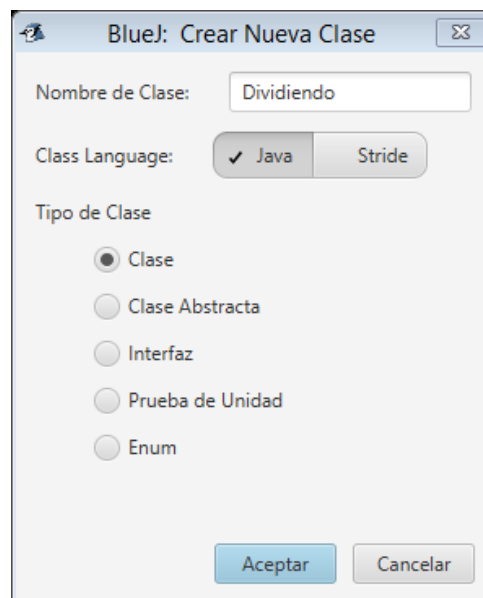 BlueJ: Crear Nueva Clase
Nombre de Clase: Dividiendo
Class Language: Java Stride
Tipo de Clase
Clase
Clase Abstracta
Interfaz
Prueba de Unidad
Enum
Aceptar Cancelar